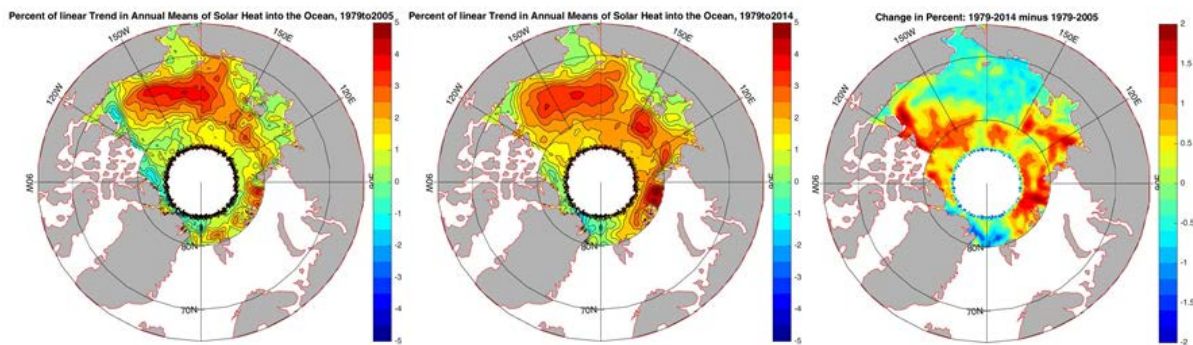 Percent of linear Trend in Annual Means of Solar Heat into the Ocean, 1979to2005
150W
150E
120W
120E
90W
90E
80N
70N
5
4
3
2
1
0
-1
-2
-3
-4
-5
Percent of linear Trend in Annual Means of Solar Heat into the Ocean, 1979to2014
150W
150E
120W
120E
90W
90E
80N
70N
5
4
3
2
1
0
-1
-2
-3
-4
-5
Change in Percent: 1979-2014 minus 1979-2005
150W
150E
120W
120E
90W
90E
80N
70N
2
1.5
1
0.5
0
-0.5
-1
-1.5
-2